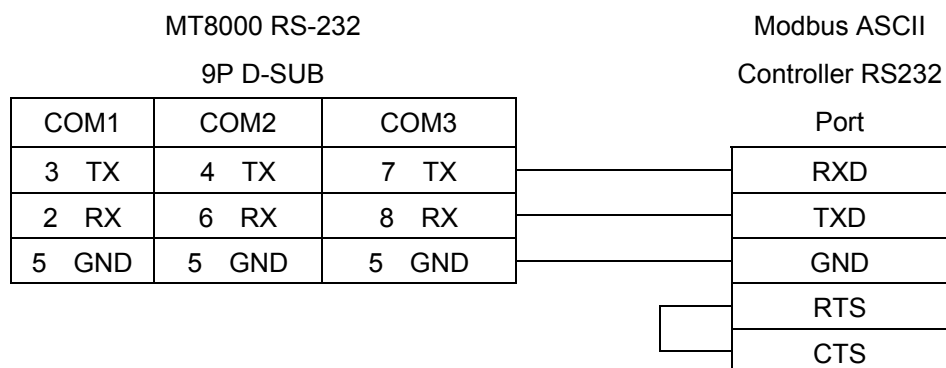 MT8000 RS-232 Modbus ASCII
9P D-SUB Controller RS232
COM1 COM2 COM3 Port
3 TX 4 TX 7 TX RXD
2 RX 6 RX 8 RX TXD
5 GND 5 GND 5 GND GND
RTS
CTS